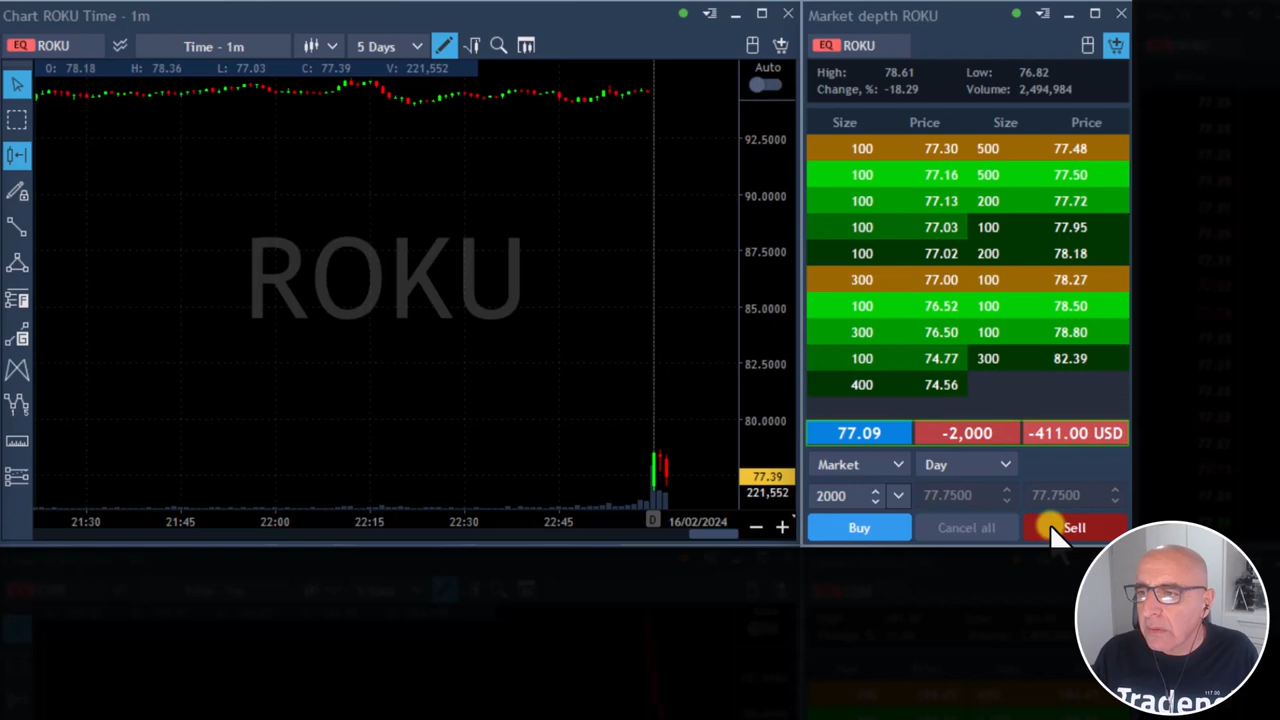 Chart ROKU Time - 1m
EQ ROKU Time - 1m 5 Days
O: 78.18 H: 78.36 L: 77.03 C: 77.39 V: 221,552
Auto
92.5000
90.0000
87.5000
85.0000
82.5000
80.0000
77.39
221,552
ROKU
21:30 21:45 22:00 22:15 22:30 22:45 D 16/02/2024
Market depth ROKU
EQ ROKU
High: 78.61 Low: 76.82
Change, %: -18.29 Volume: 2,494,984
Size Price Size Price
100 77.30 500 77.48
100 77.16 500 77.50
100 77.13 200 77.72
100 77.03 100 77.95
100 77.02 200 78.18
300 77.00 100 78.27
100 76.52 100 78.50
300 76.50 100 78.80
100 74.77 300 82.39
400 74.56
77.09 -2,000 -411.00 USD
Market Day
2000 77.7500 77.7500
Buy Cancel all Sell
117.00